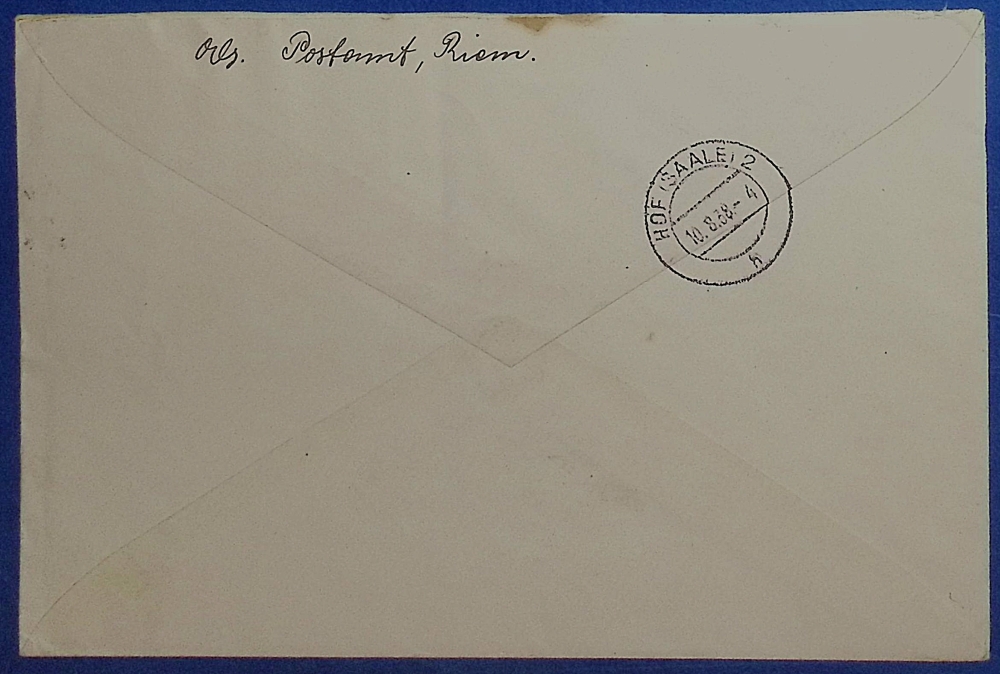 Abs. Postamt, Riem.
HOF (SAALE) 2
10.8.38.- 4
h